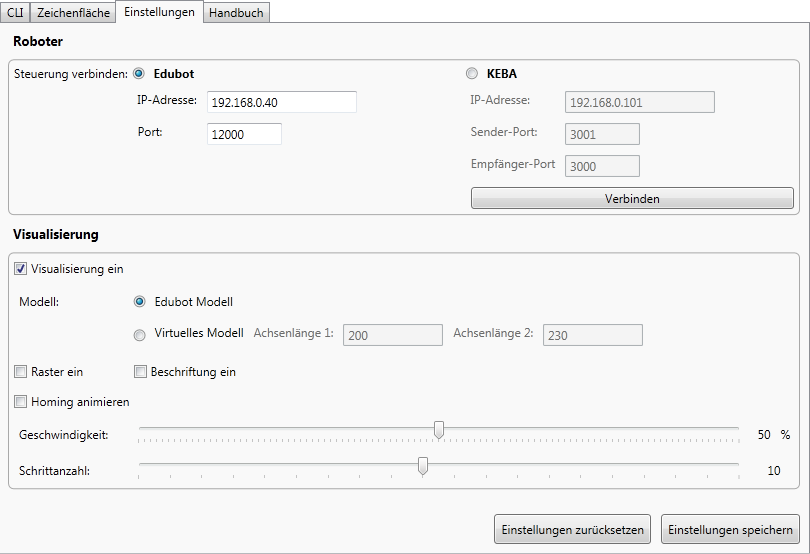 CLI Zeichenfläche Einstellungen Handbuch
Roboter
Steuerung verbinden: Edubot KEBA
IP-Adresse: 192.168.0.40 IP-Adresse: 192.168.0.101
Port: 12000 Sender-Port: 3001
Empfänger-Port 3000
Verbinden
Visualisierung
Visualisierung ein
Modell: Edubot Modell
Virtuelles Modell Achsenlänge 1: 200 Achsenlänge 2: 230
Raster ein Beschriftung ein
Homing animieren
Geschwindigkeit: 50 %
Schrittanzahl: 10
Einstellungen zurücksetzen Einstellungen speichern